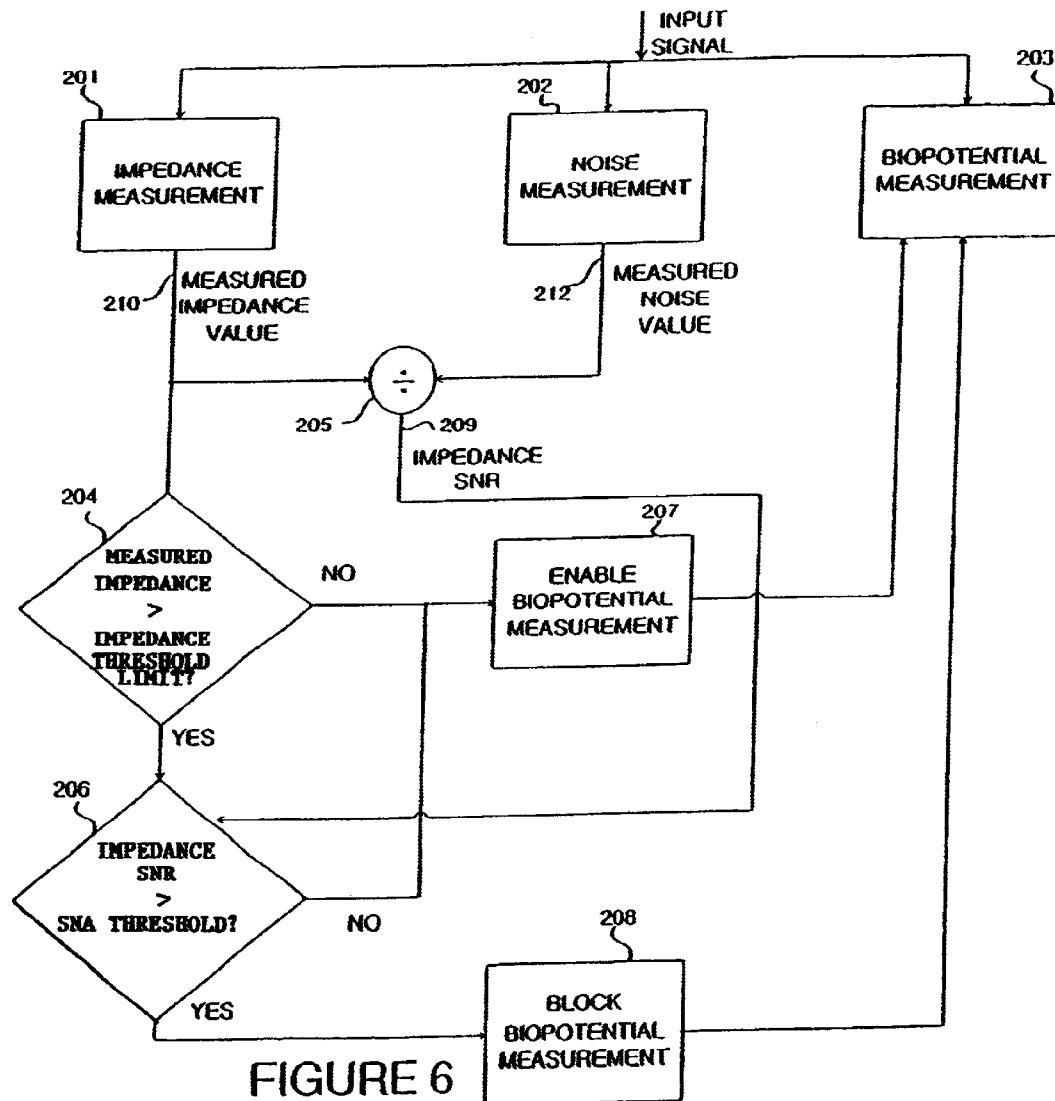 INPUT
SIGNAL
201
202
203
IMPEDANCE
MEASUREMENT
NOISE
MEASUREMENT
BIOPOTENTIAL
MEASUREMENT
210
MEASURED
IMPEDANCE
VALUE
212
MEASURED
NOISE
VALUE
÷
205
209
IMPEDANCE
SNR
204
MEASURED
IMPEDANCE
>
IMPEDANCE
THRESHOLD
LIMIT?
NO
YES
207
ENABLE
BIOPOTENTIAL
MEASUREMENT
206
IMPEDANCE
SNR
>
SNA THRESHOLD?
NO
YES
208
BLOCK
BIOPOTENTIAL
MEASUREMENT
FIGURE 6